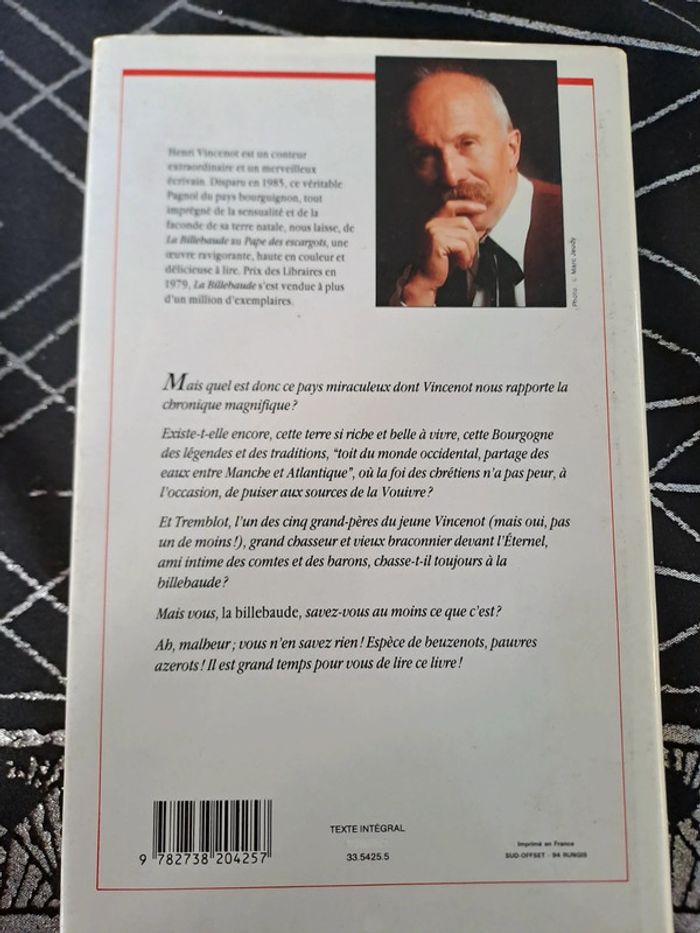 Henri Vincenot est un conteur
extraordinaire et un merveilleux
écrivain. Disparu en 1985, ce véritable
Pagnol du pays bourguignon, tout
imprégné de la sensualité et de la
faconde de sa terre natale, nous laisse, de
La Billebaude au Pape des escargots, une
œuvre ravigorante, haute en couleur et
délicieuse à lire. Prix des Libraires en
1979, La Billebaude s'est vendue à plus
d'un million d'exemplaires.
Photo : © Marc Jeudy
Mais quel est donc ce pays miraculeux dont Vincenot nous rapporte la
chronique magnifique ?
Existe-t-elle encore, cette terre si riche et belle à vivre, cette Bourgogne
des légendes et des traditions, "toit du monde occidental, partage des
eaux entre Manche et Atlantique", où la foi des chrétiens n'a pas peur, à
l'occasion, de puiser aux sources de la Vouivre ?
Et Tremblot, l'un des cinq grand-pères du jeune Vincenot (mais oui, pas
un de moins !), grand chasseur et vieux braconnier devant l'Éternel,
ami intime des comtes et des barons, chasse-t-il toujours à la
billebaude ?
Mais vous, la billebaude, savez-vous au moins ce que c'est ?
Ah, malheur ; vous n'en savez rien ! Espèce de beuzenots, pauvres
azerots ! Il est grand temps pour vous de lire ce livre !
9 782738 204257
TEXTE INTÉGRAL
33.5425.5
Imprimé en France
SUD-OFFSET - 94 RUNGIS